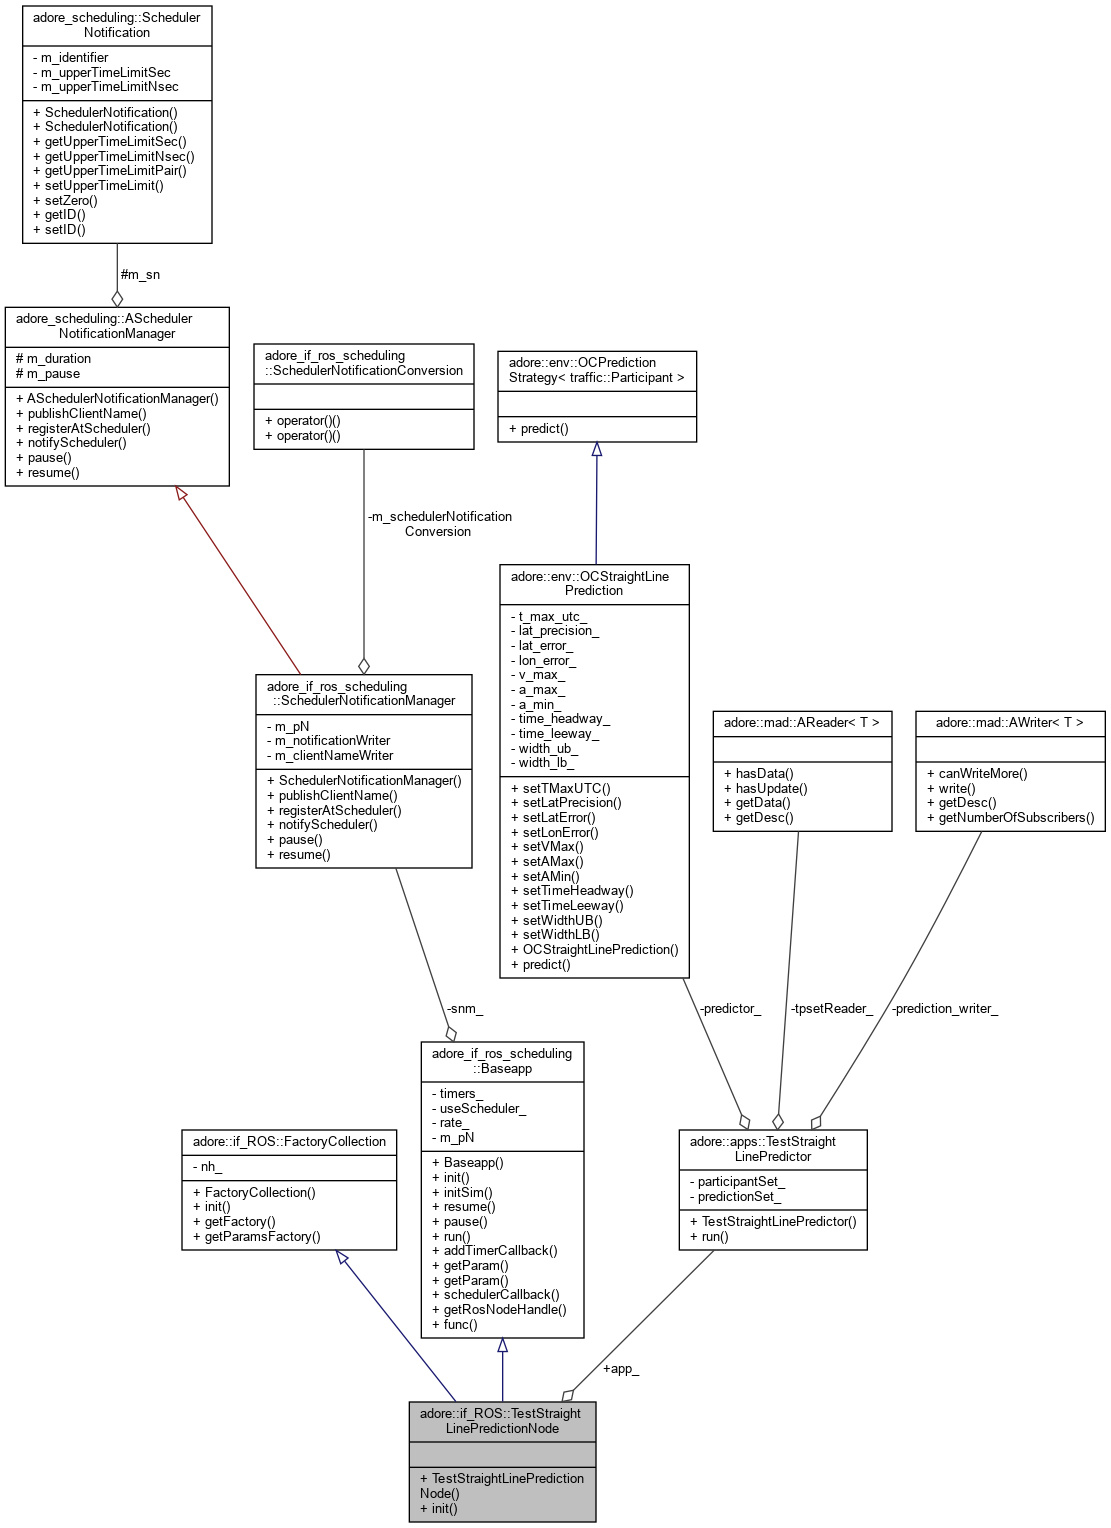 adore_scheduling::Scheduler
Notification
- m_identifier
- m_upperTimeLimitSec
- m_upperTimeLimitNsec
+ SchedulerNotification()
+ SchedulerNotification()
+ getUpperTimeLimitSec()
+ getUpperTimeLimitNsec()
+ getUpperTimeLimitPair()
+ setUpperTimeLimit()
+ setZero()
+ getID()
+ setID()
#m_sn
adore_scheduling::AScheduler
NotificationManager
# m_duration
# m_pause
+ ASchedulerNotificationManager()
+ publishClientName()
+ registerAtScheduler()
+ notifyScheduler()
+ pause()
+ resume()
adore_if_ros_scheduling
::SchedulerNotificationConversion
+ operator()()
+ operator()()
adore::env::OCPrediction
Strategy< traffic::Participant >
+ predict()
-m_schedulerNotification
Conversion
adore::env::OCStraightLine
Prediction
- t_max_utc_
- lat_precision_
- lat_error_
- lon_error_
- v_max_
- a_max_
- a_min_
- time_headway_
- time_leeway_
- width_ub_
- width_lb_
+ setTMaxUTC()
+ setLatPrecision()
+ setLatError()
+ setLonError()
+ setVMax()
+ setAMax()
+ setAMin()
+ setTimeHeadway()
+ setTimeLeeway()
+ setWidthUB()
+ setWidthLB()
+ OCStraightLinePrediction()
+ predict()
adore_if_ros_scheduling
::SchedulerNotificationManager
- m_pN
- m_notificationWriter
- m_clientNameWriter
+ SchedulerNotificationManager()
+ publishClientName()
+ registerAtScheduler()
+ notifyScheduler()
+ pause()
+ resume()
adore::mad::AReader< T >
+ hasData()
+ hasUpdate()
+ getData()
+ getDesc()
adore::mad::AWriter< T >
+ canWriteMore()
+ write()
+ getDesc()
+ getNumberOfSubscribers()
-snm_
-predictor_
-tpsetReader_
-prediction_writer_
adore_if_ros_scheduling
::Baseapp
- timers_
- useScheduler_
- rate_
- m_pN
+ Baseapp()
+ init()
+ initSim()
+ resume()
+ pause()
+ run()
+ addTimerCallback()
+ getParam()
+ getParam()
+ schedulerCallback()
+ getRosNodeHandle()
+ func()
adore::if_ROS::FactoryCollection
- nh_
+ FactoryCollection()
+ init()
+ getFactory()
+ getParamsFactory()
adore::apps::TestStraight
LinePredictor
- participantSet_
- predictionSet_
+ TestStraightLinePredictor()
+ run()
+app_
adore::if_ROS::TestStraight
LinePredictionNode
+ TestStraightLinePrediction
Node()
+ init()